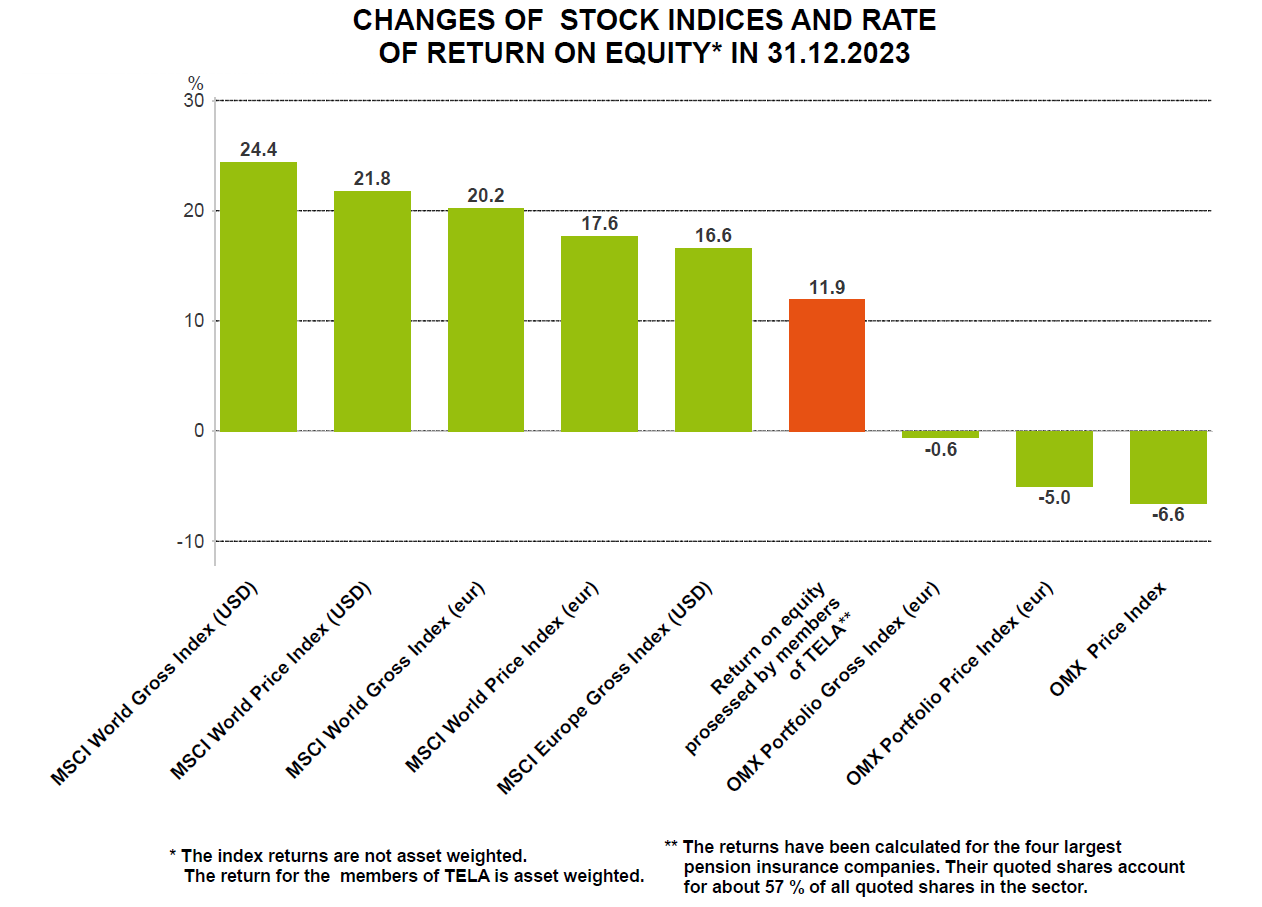 CHANGES OF STOCK INDICES AND RATE
OF RETURN ON EQUITY* IN 31.12.2023
%
30
20
10
0
-10
24.4
21.8
20.2
17.6
16.6
11.9
-0.6
-5.0
-6.6
MSCI World Gross Index (USD)
MSCI World Price Index (USD)
MSCI World Gross Index (eur)
MSCI World Price Index (eur)
MSCI Europe Gross Index (USD)
Return on equity
prosessed by members
of TELA**
OMX Portfolio Gross Index (eur)
OMX Portfolio Price Index (eur)
OMX Price Index
* The index returns are not asset weighted.
The return for the members of TELA is asset weighted.
** The returns have been calculated for the four largest
pension insurance companies. Their quoted shares account
for about 57 % of all quoted shares in the sector.